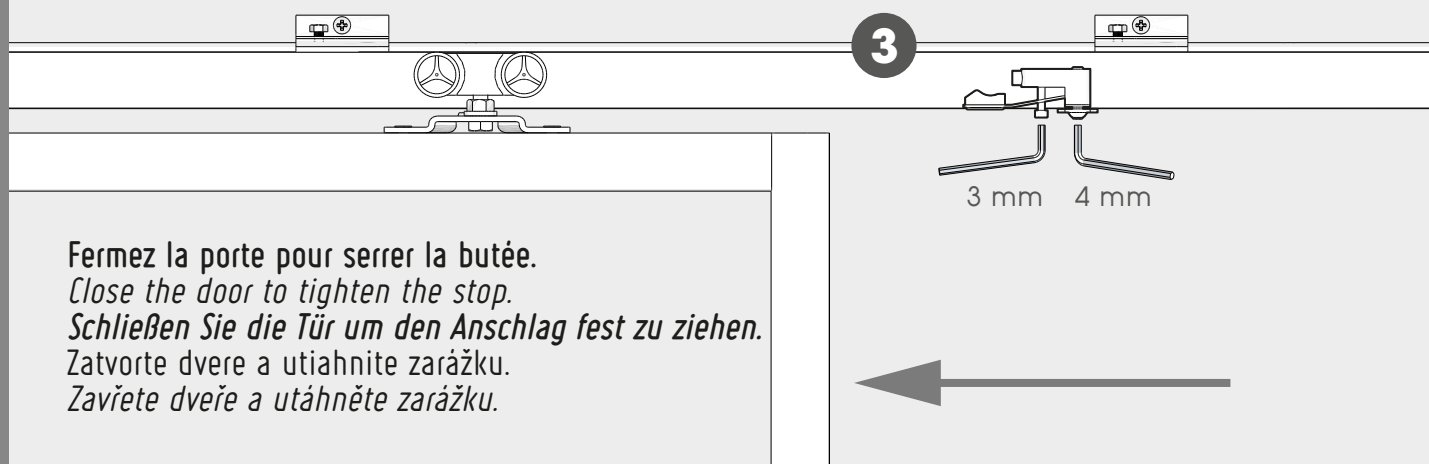 3
3 mm 4 mm
Fermez la porte pour serrer la butée.
Close the door to tighten the stop.
Schließen Sie die Tür um den Anschlag fest zu ziehen.
Zatvorte dvere a utiahnite zarážku.
Zavřete dveře a utáhněte zarážku.